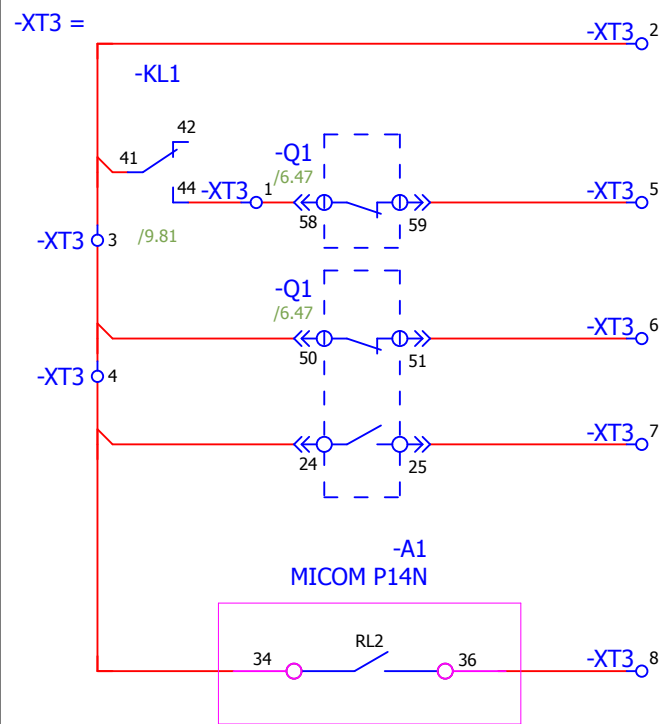 -XT3 =
-XT3 2
-KL1
42
41
-Q1
/6.47
44 -XT3 1
58
59
-XT3 5
-XT3 3 /9.81
-Q1
/6.47
50
51
-XT3 6
-XT3 4
24
25
-XT3 7
-A1
MICOM P14N
34
RL2
36
-XT3 8